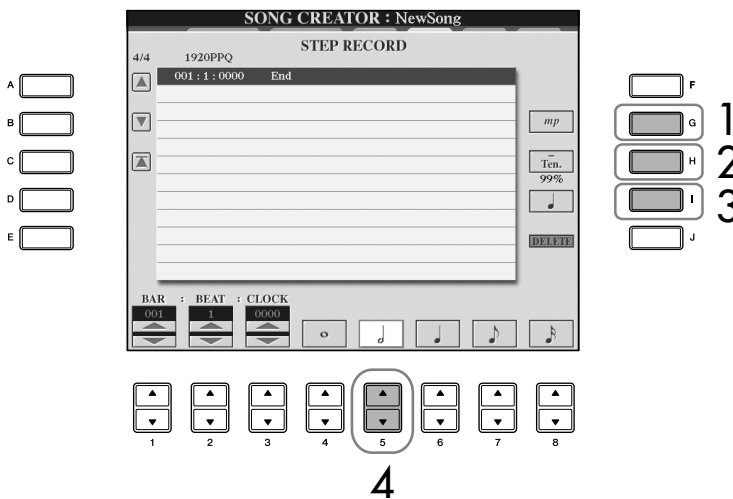 SONG CREATOR : NewSong
STEP RECORD
4/4 1920PPQ
001 : 1 : 0000 End
A
B
C
D
E
mp
Ten.
99%
DELETE
F
G 1
H 2
I 3
J
BAR : BEAT : CLOCK
001 1 0000
1 2 3 4 5 6 7 8
4